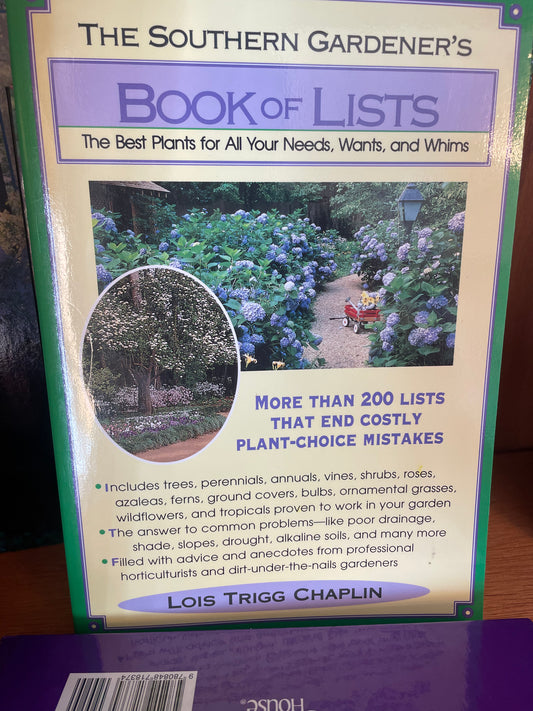 THE SOUTHERN GARDENER'S
BOOK OF LISTS
The Best Plants for All Your Needs, Wants, and Whims
MORE THAN 200 LISTS
THAT END COSTLY
PLANT-CHOICE MISTAKES
• Includes trees, perennials, annuals, vines, shrubs, roses,
azaleas, ferns, ground covers, bulbs, ornamental grasses,
wildflowers, and tropicals proven to work in your garden
• The answer to common problems—like poor drainage,
shade, slopes, drought, alkaline soils, and many more
• Filled with advice and anecdotes from professional
horticulturists and dirt-under-the-nails gardeners
LOIS TRIGG CHAPLIN
9 780848 718374
HOUSE®